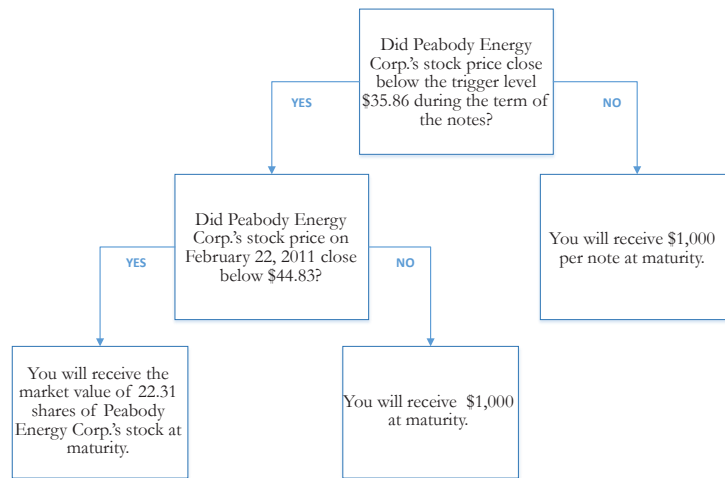 Did Peabody Energy
Corp.'s stock price close
below the trigger level
$35.86 during the term of
the notes?
YES
NO
Did Peabody Energy
Corp.'s stock price on
February 22, 2011 close
below $44.83?
You will receive $1,000
per note at maturity.
YES
NO
You will receive the
market value of 22.31
shares of Peabody
Energy Corp.'s stock at
maturity.
You will receive $1,000
at maturity.